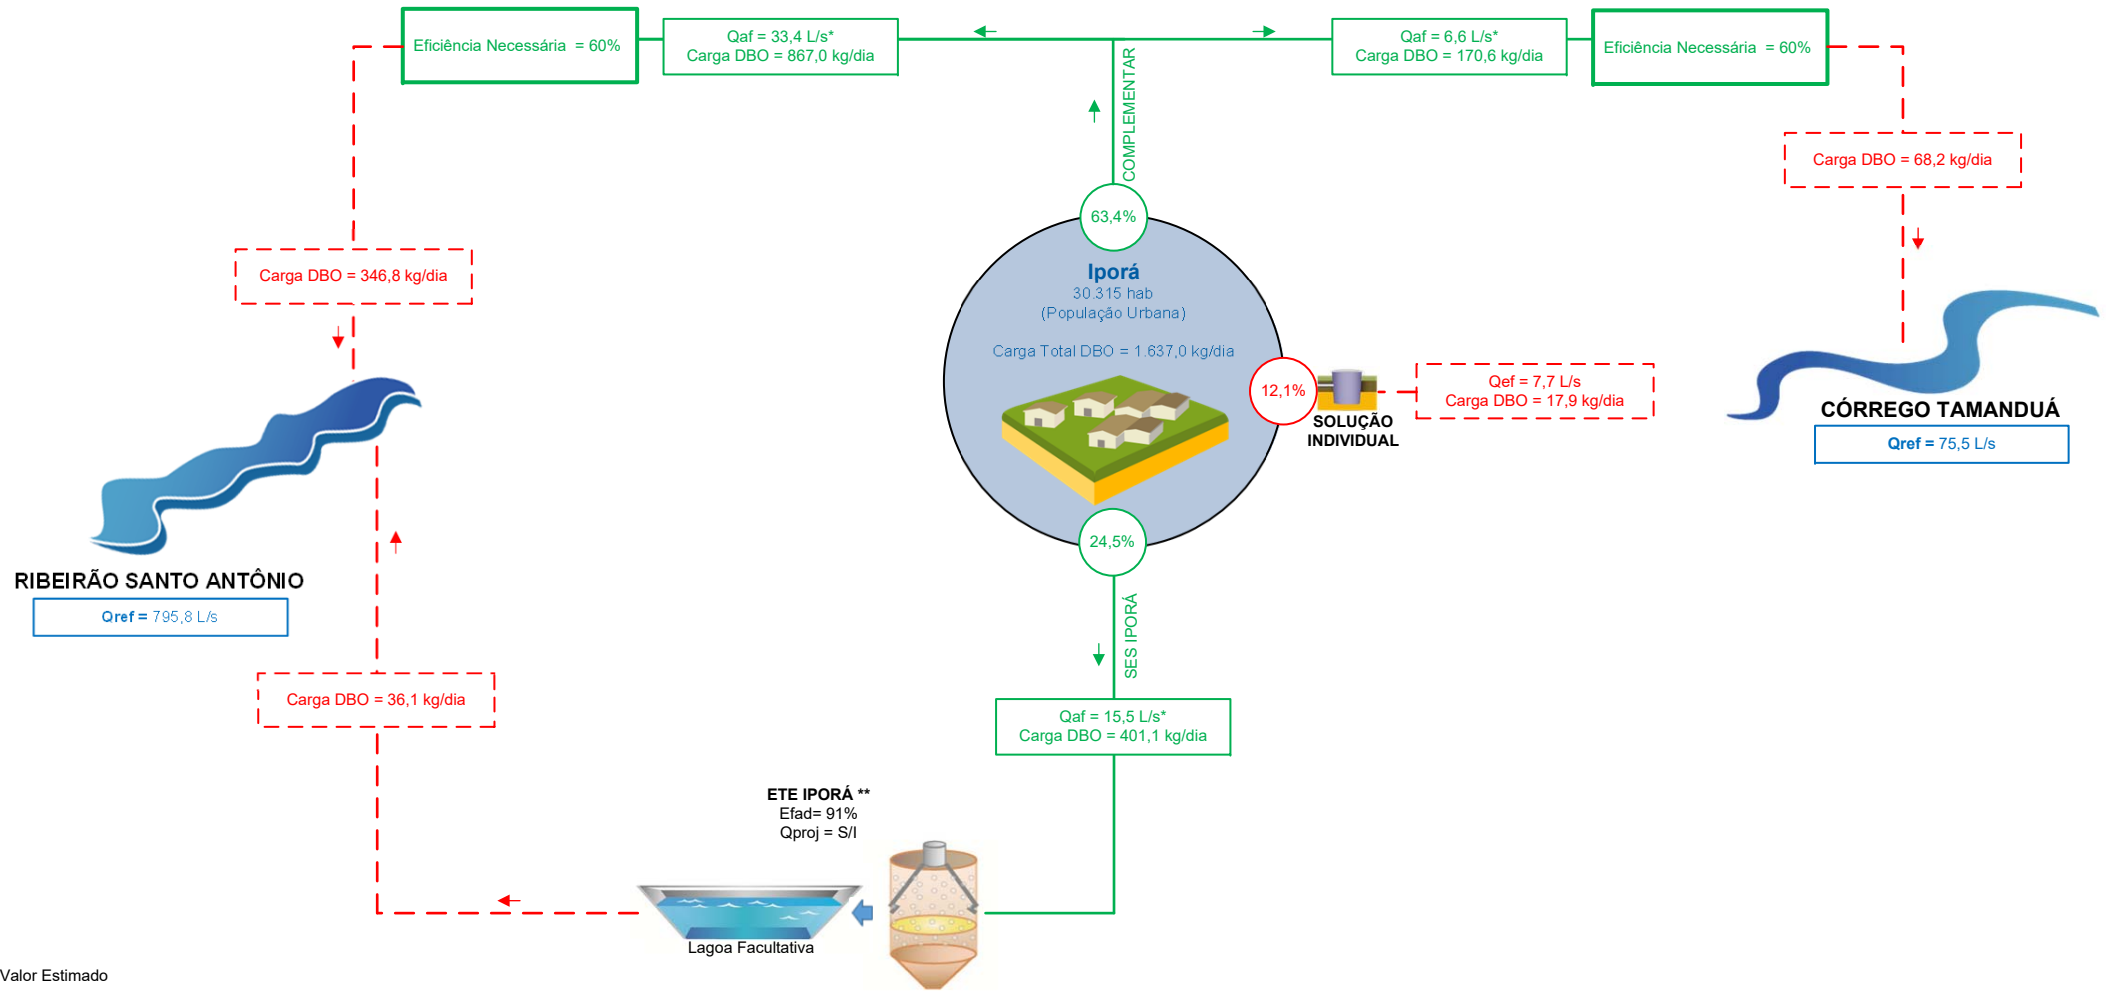 Eficiência Necessária = 60%
Qaf = 33,4 L/s*
Carga DBO = 867,0 kg/dia
Qaf = 6,6 L/s*
Carga DBO = 170,6 kg/dia
Eficiência Necessária = 60%
COMPLEMENTAR
Carga DBO = 68,2 kg/dia
63,4%
Carga DBO = 346,8 kg/dia
Iporá
30.315 hab
(População Urbana)
Carga Total DBO = 1.637,0 kg/dia
12,1%
SOLUÇÃO
INDIVIDUAL
Qef = 7,7 L/s
Carga DBO = 17,9 kg/dia
CÓRREGO TAMANDUÁ
Qref = 75,5 L/s
24,5%
RIBEIRÃO SANTO ANTÔNIO
Qref = 795,8 L/s
SES IPORÁ
Carga DBO = 36,1 kg/dia
Qaf = 15,5 L/s*
Carga DBO = 401,1 kg/dia
ETE IPORÁ **
Efad= 91%
Qproj = S/I
Lagoa Facultativa
Valor Estimado